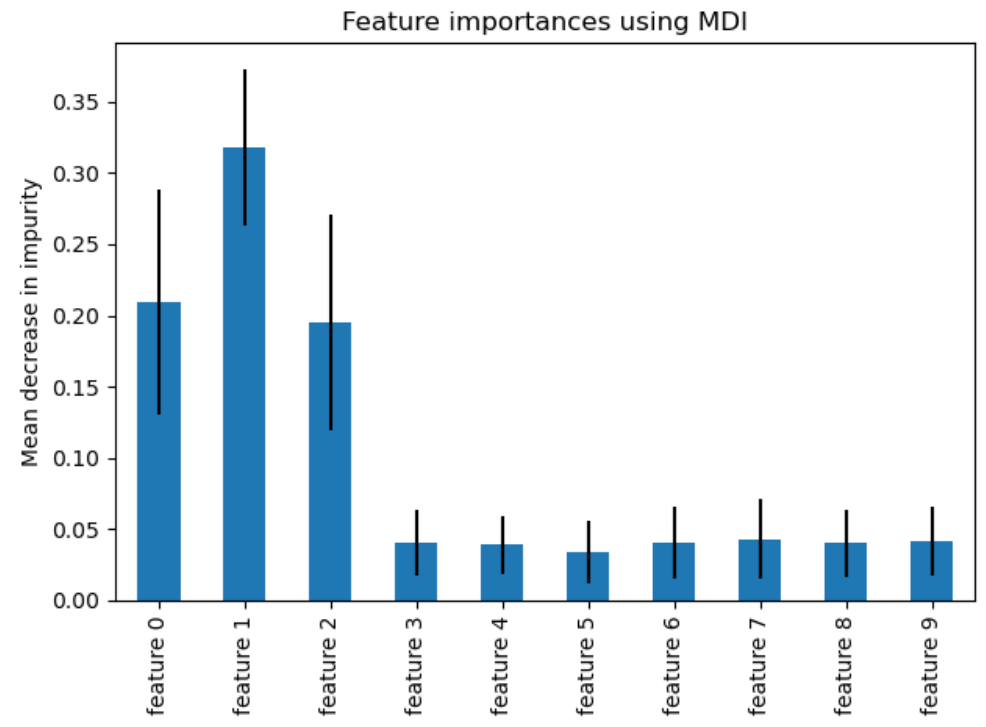 Feature importances using MDI
Mean decrease in impurity
0.35
0.30
0.25
0.20
0.15
0.10
0.05
0.00
feature 0
feature 1
feature 2
feature 3
feature 4
feature 5
feature 6
feature 7
feature 8
feature 9